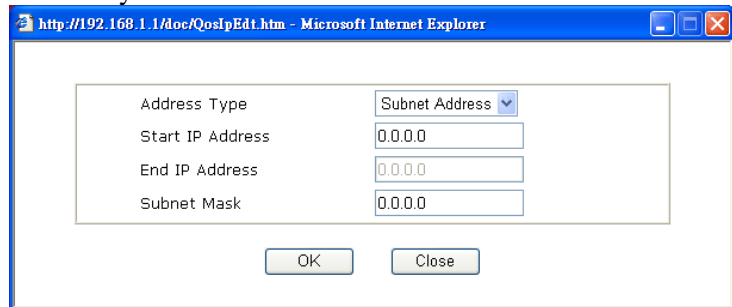 http://192.168.1.1/doc/QosIpEdt.htm - Microsoft Internet Explorer
Address Type Subnet Address
Start IP Address 0.0.0.0
End IP Address 0.0.0.0
Subnet Mask 0.0.0.0
OK Close